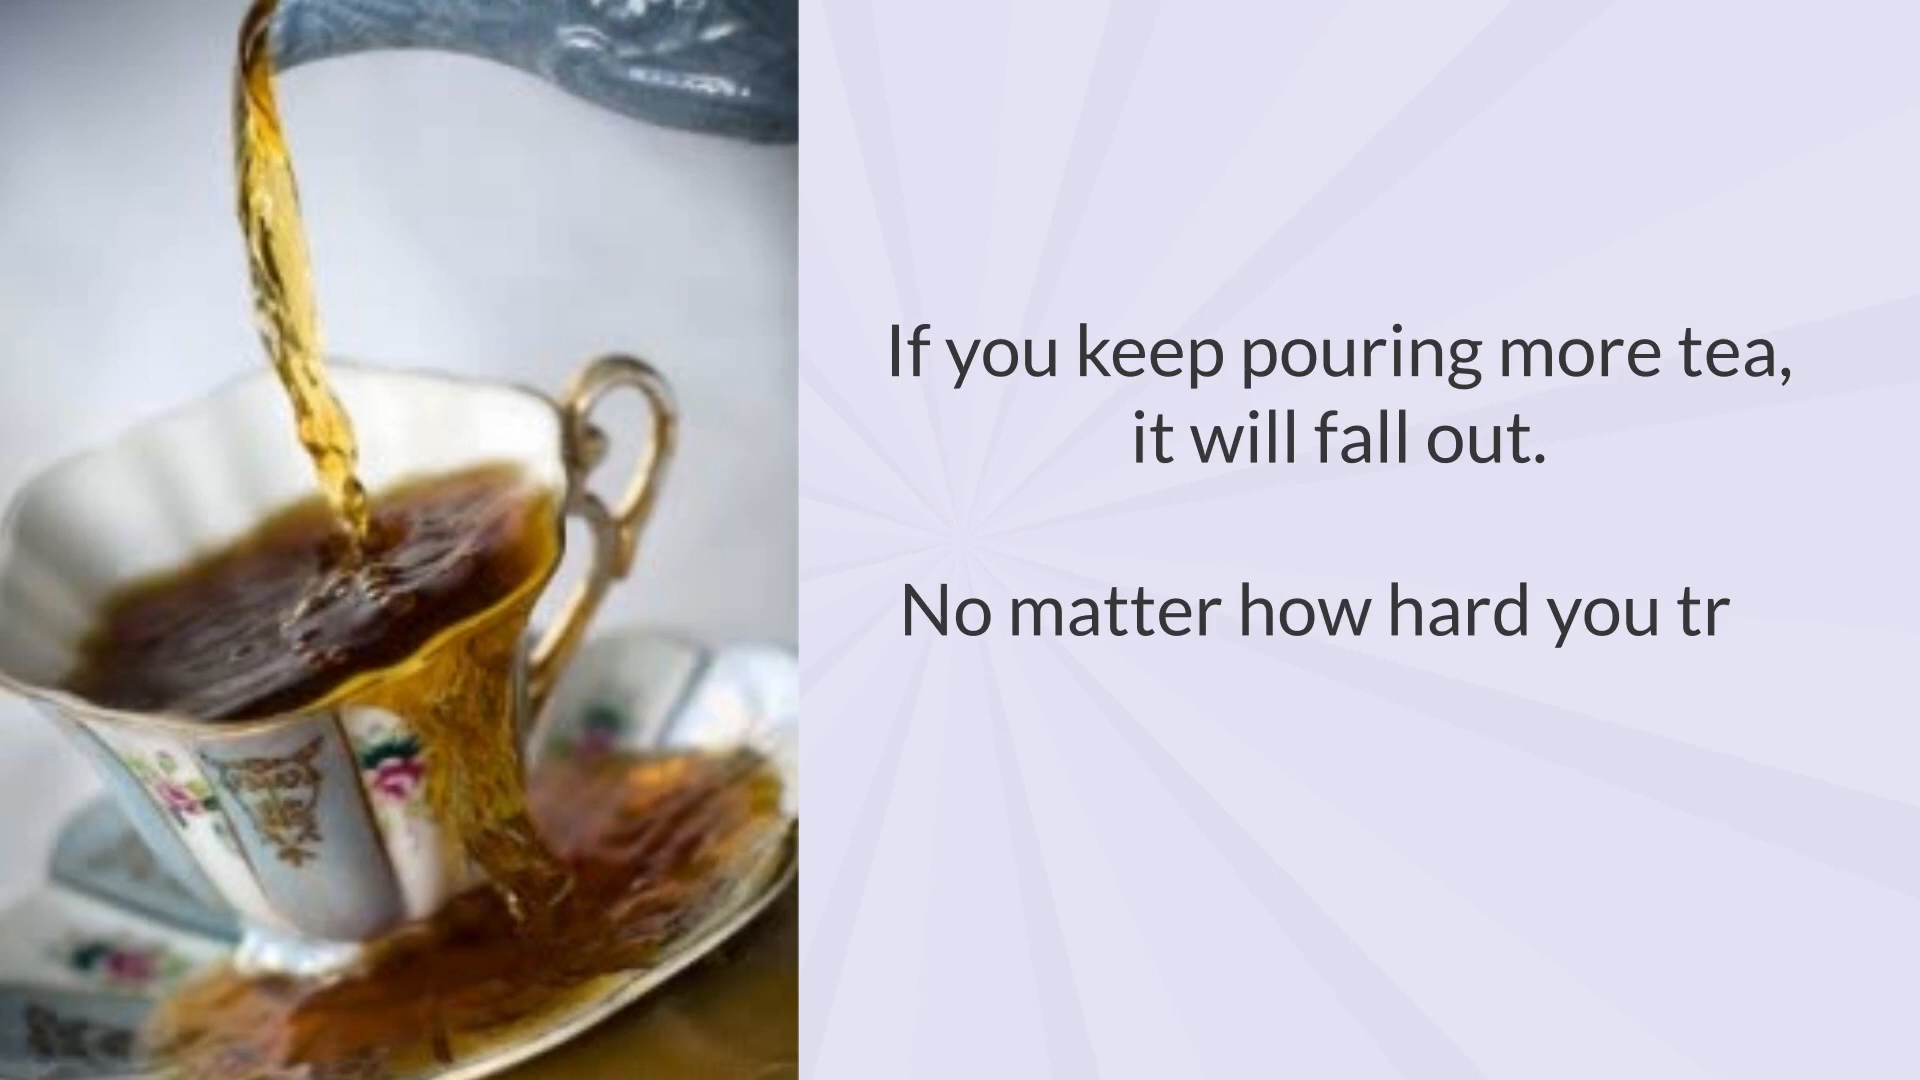 If you keep pouring more tea,
it will fall out.
No matter how hard you tr